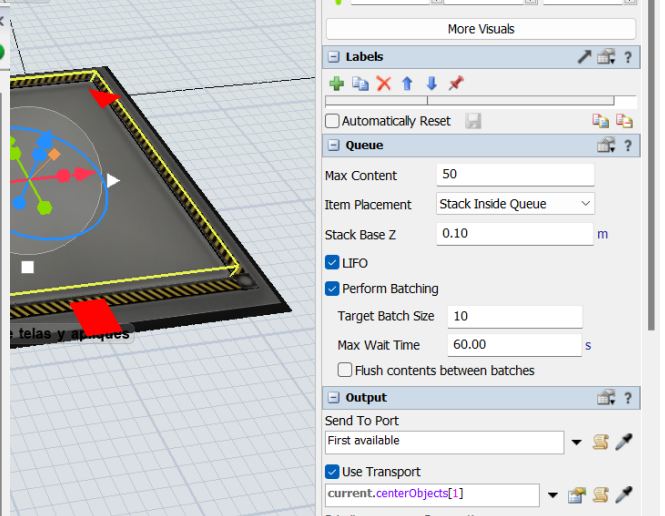 More Visuals
Labels
?
Automatically Reset
Queue
?
Max Content 50
Item Placement Stack Inside Queue
Stack Base Z 0.10 m
LIFO
Perform Batching
Target Batch Size 10
e telas y apliques
Max Wait Time 60.00 s
Flush contents between batches
Output
?
Send To Port
First available
Use Transport
current.centerObjects[1]